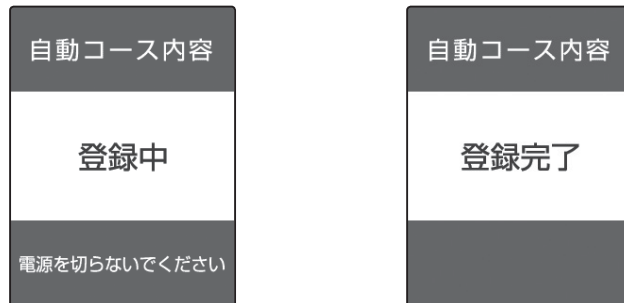 自動コース内容
登録中
電源を切らないでください
自動コース内容
登録完了